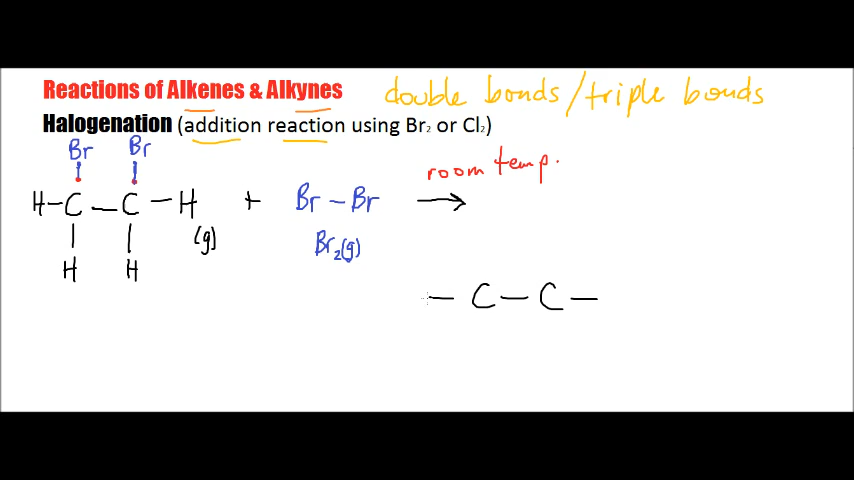 Reactions of Alkenes & Alkynes double bonds/triple bonds
Halogenation (addition reaction using Br₂ or Cl₂)
Br Br
room temp.
H-C-C-H + Br-Br →
(g) Br₂(g)
H H
- C - C -